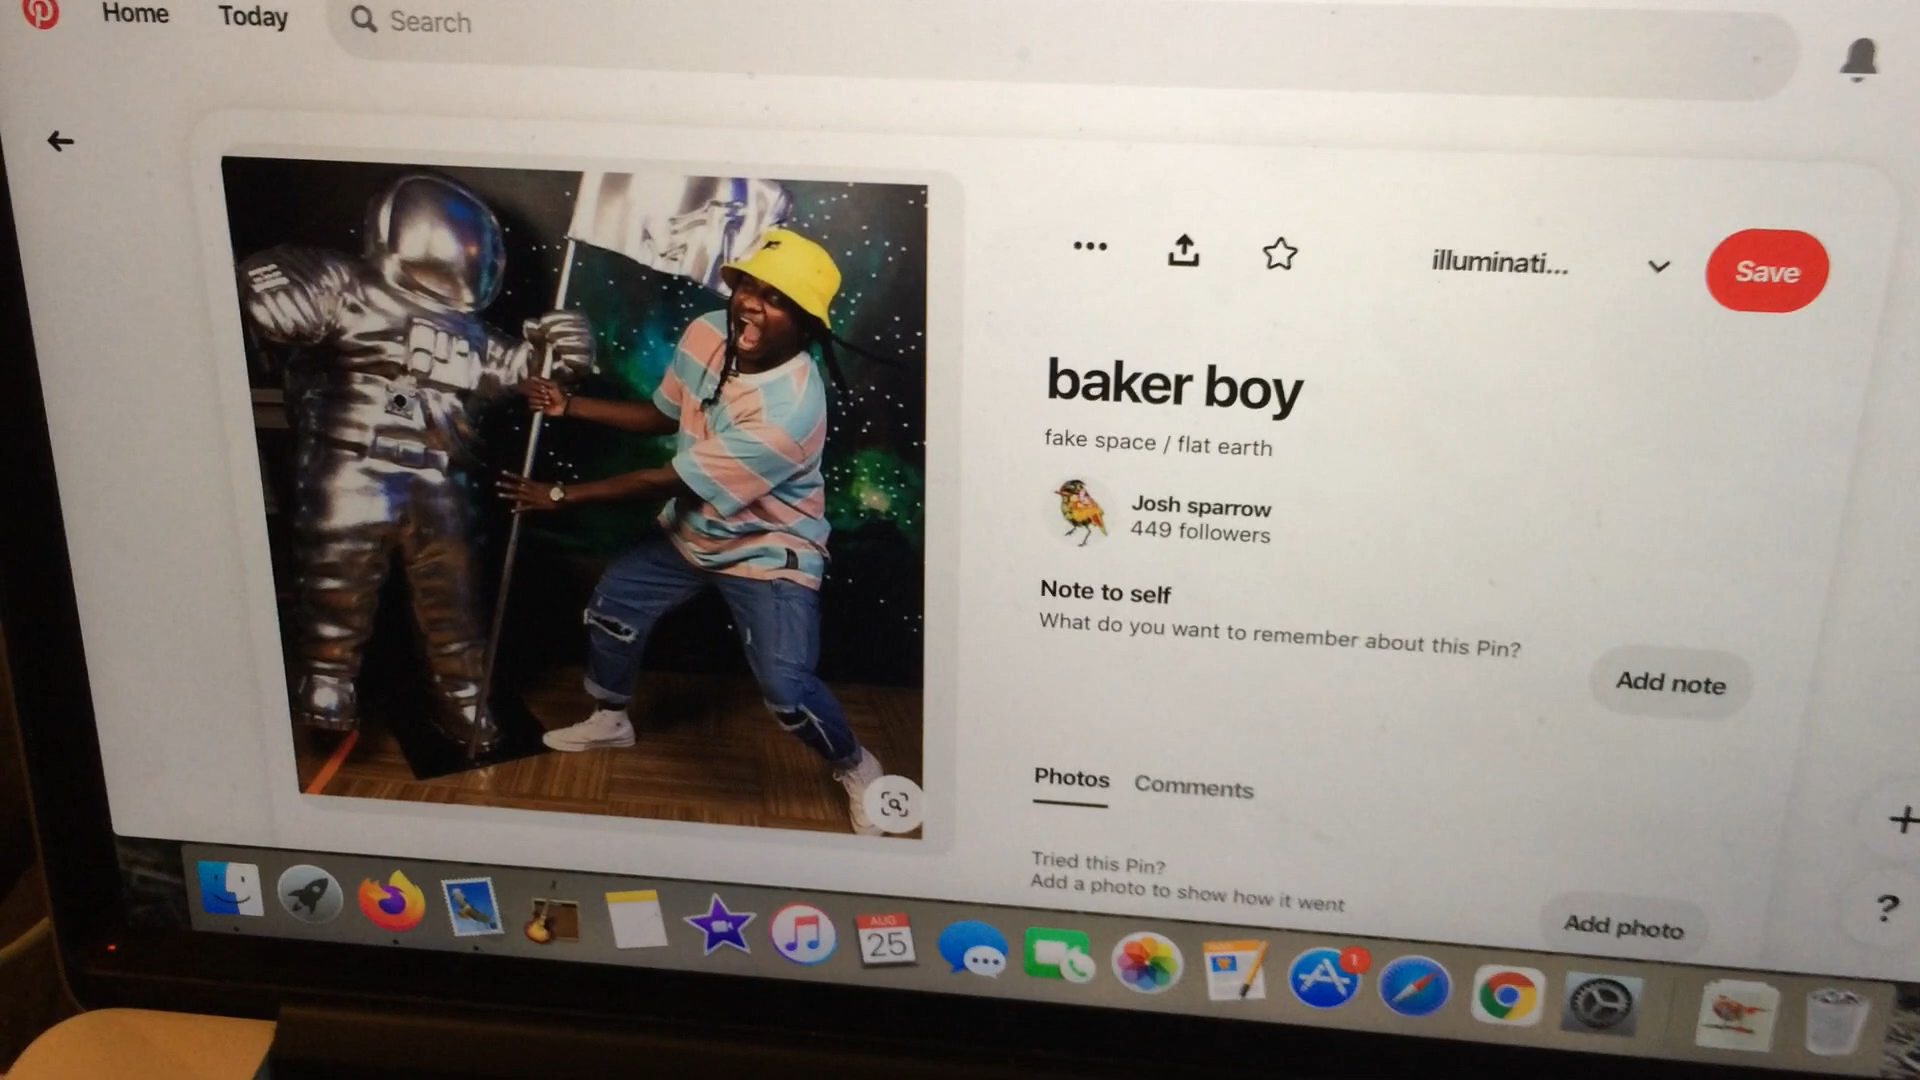 Home Today Search
illuminati... Save
baker boy
fake space / flat earth
Josh sparrow
449 followers
Note to self
What do you want to remember about this Pin?
Add note
Photos Comments
Tried this Pin?
Add a photo to show how it went
Add photo
?
AUG
25
1